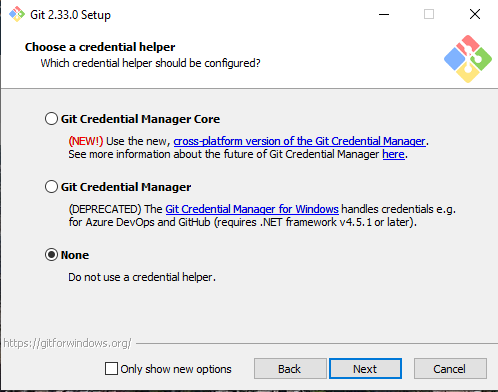 Git 2.33.0 Setup
Choose a credential helper
Which credential helper should be configured?
Git Credential Manager Core
(NEW!) Use the new, cross-platform version of the Git Credential Manager.
See more information about the future of Git Credential Manager here.
Git Credential Manager
(DEPRECATED) The Git Credential Manager for Windows handles credentials e.g.
for Azure DevOps and GitHub (requires .NET framework v4.5.1 or later).
None
Do not use a credential helper.
https://gitforwindows.org/
Only show new options
Back
Next
Cancel